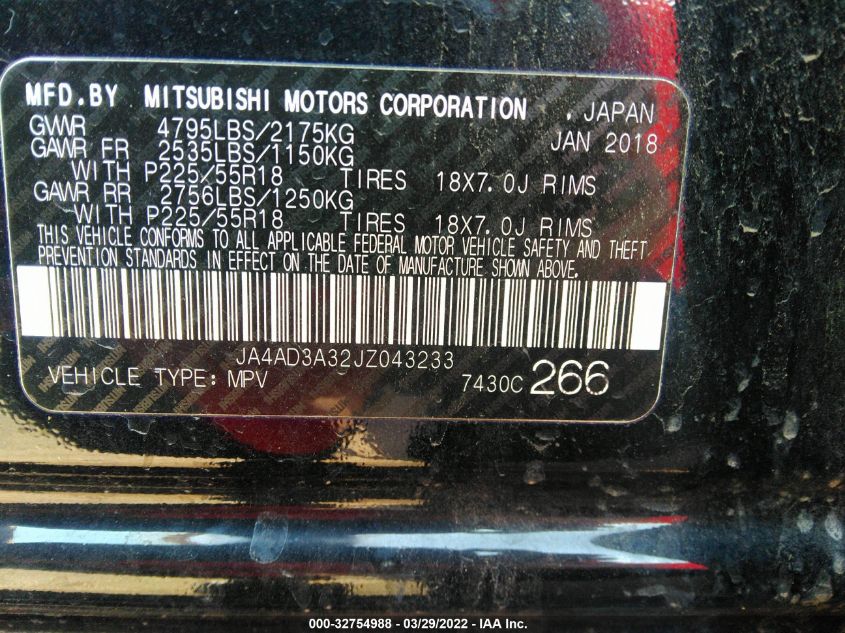 MFD.BY MITSUBISHI MOTORS CORPORATION , JAPAN
GVWR 4795LBS/2175KG JAN 2018
GAWR FR 2535LBS/1150KG
WITH P225/55R18 TIRES 18X7.0J RIMS
GAWR RR 2756LBS/1250KG
WITH P225/55R18 TIRES 18X7.0J RIMS
THIS VEHICLE CONFORMS TO ALL APPLICABLE FEDERAL MOTOR VEHICLE SAFETY AND THEFT
PREVENTION STANDARDS IN EFFECT ON THE DATE OF MANUFACTURE SHOWN ABOVE.
JA4AD3A32JZ043233
VEHICLE TYPE: MPV 7430C 266
000-32754988 - 03/29/2022 - IAA Inc.